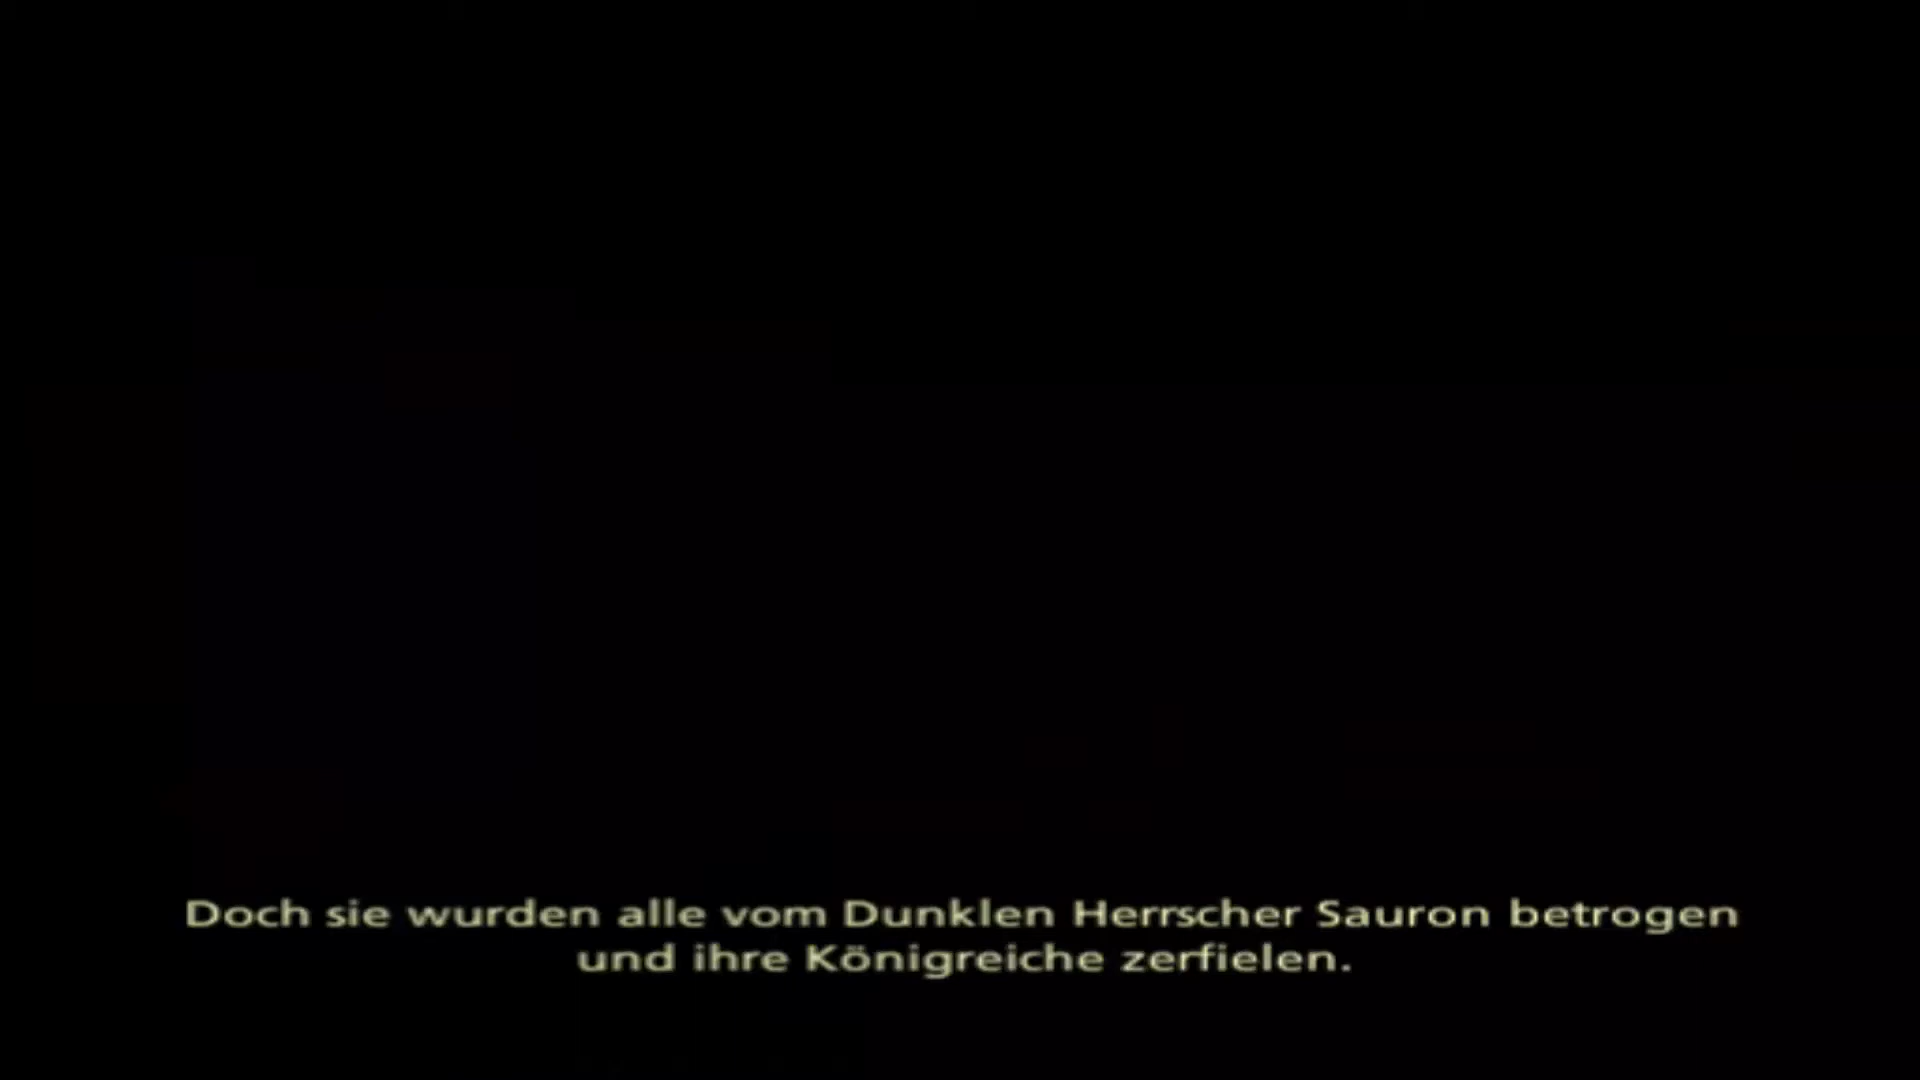 Doch sie wurden alle vom Dunklen Herrscher Sauron betrogen
und ihre Königreiche zerfielen.